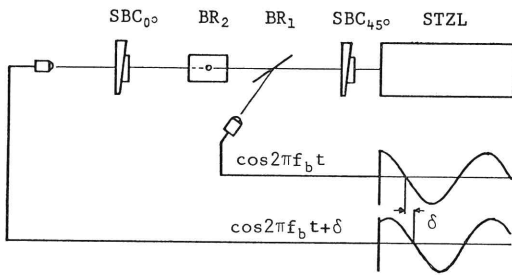 SBC0° BR2 BR1 SBC45° STZL
cos2πfbt
δ
cos2πfbt+δ